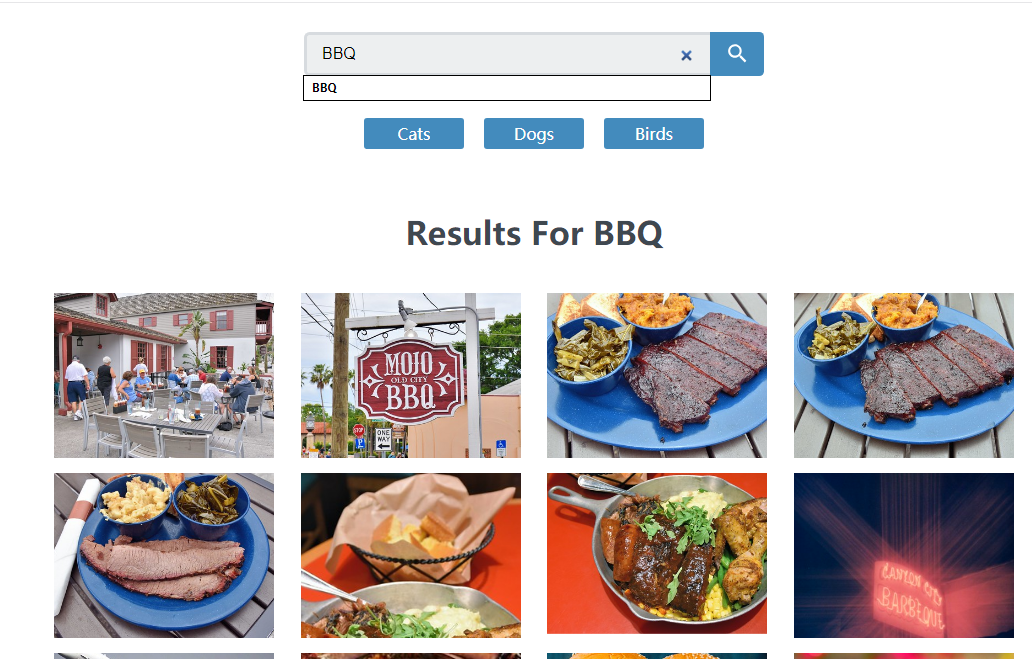 BBQ
BBQ
Cats
Dogs
Birds
Results For BBQ
MOJO
OLD CITY
BBQ
STOP
ONE
WAY
P
CANYON CITY
BARBEQUE